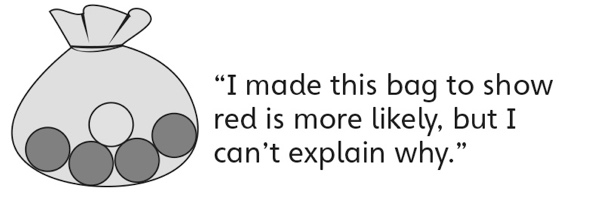 “I made this bag to show
red is more likely, but I
can’t explain why.”